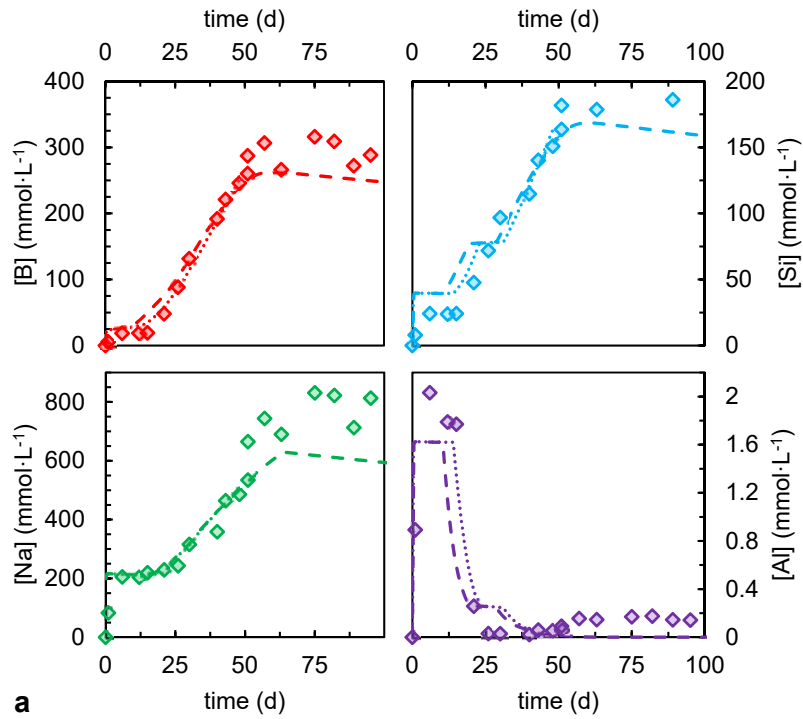 time (d) time (d)
0 25 50 75 0 25 50 75 100
400 200
300 150
200 100
100 50
0 0
[B] (mmol·L⁻¹) [Si] (mmol·L⁻¹)
800 2
600 1.6
400 1.2
200 0.8
0 0.4
0
[Na] (mmol·L⁻¹) [Al] (mmol·L⁻¹)
0 25 50 75 0 25 50 75 100
a time (d) time (d)